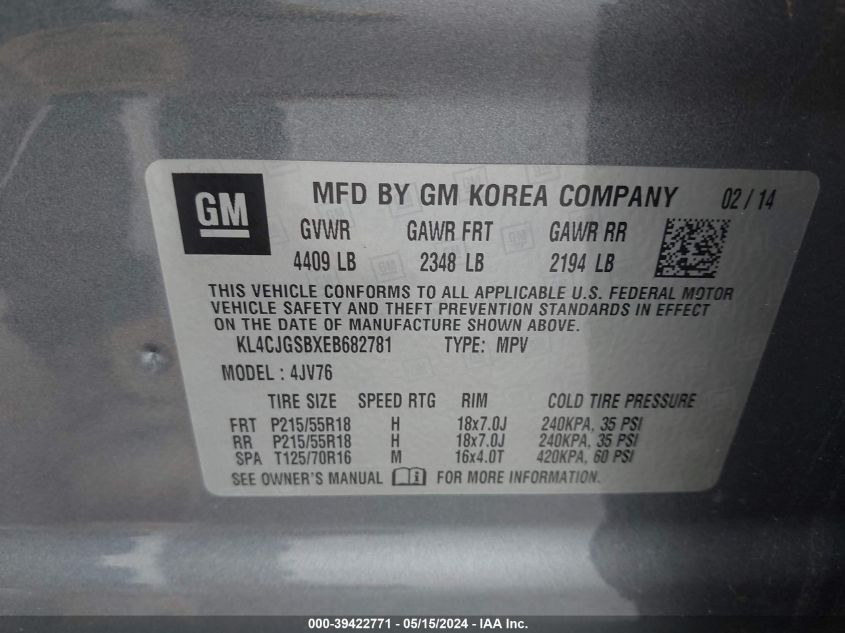 GM
MFD BY GM KOREA COMPANY 02/14
GVWR GAWR FRT GAWR RR
4409 LB 2348 LB 2194 LB
THIS VEHICLE CONFORMS TO ALL APPLICABLE U.S. FEDERAL MOTOR
VEHICLE SAFETY AND THEFT PREVENTION STANDARDS IN EFFECT
ON THE DATE OF MANUFACTURE SHOWN ABOVE.
KL4CJGSBXEB682781 TYPE: MPV
MODEL : 4JV76
TIRE SIZE SPEED RTG RIM COLD TIRE PRESSURE
FRT P215/55R18 H 18x7.0J 240KPA, 35 PSI
RR P215/55R18 H 18x7.0J 240KPA, 35 PSI
SPA T125/70R16 M 16x4.0T 420KPA, 60 PSI
SEE OWNER'S MANUAL FOR MORE INFORMATION.
000-39422771 - 05/15/2024 - IAA Inc.